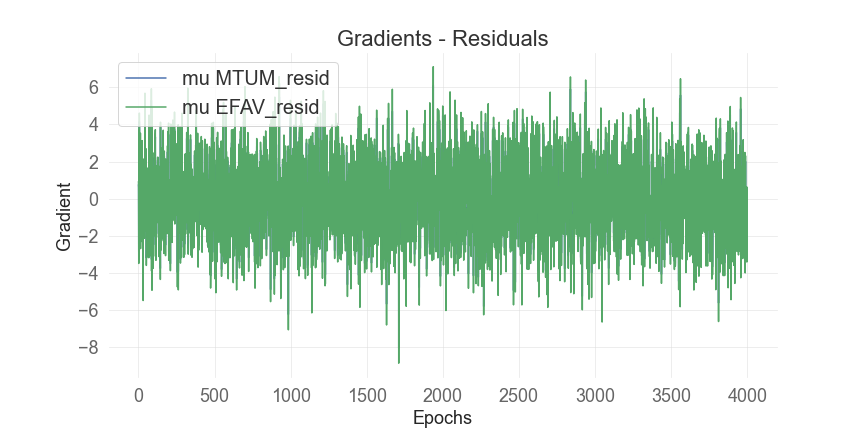 Gradients - Residuals
mu MTUM_resid
mu EFAV_resid
6
4
2
0
−2
−4
−6
−8
Gradient
0 500 1000 1500 2000 2500 3000 3500 4000
Epochs